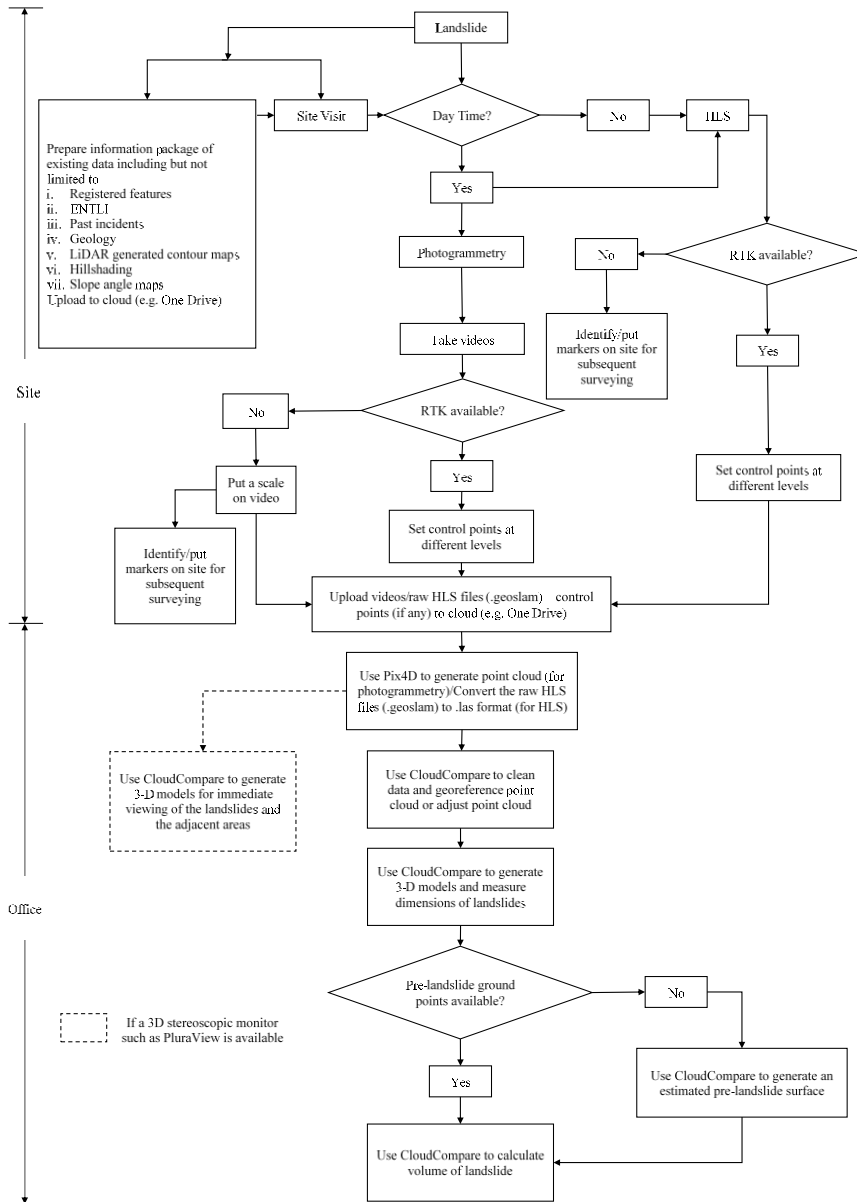 Landslide
Site Visit
Day Time?
No
HLS
Prepare information package of
existing data including but not
limited to
i. Registered features
ii. ENTLI
iii. Past incidents
iv. Geology
v. LiDAR generated contour maps
vi. Hillshading
vii. Slope angle maps
Upload to cloud (e.g. One Drive)
Yes
Photogrammetry
No
RTK available?
Take videos
Identify/put
markers on site for
subsequent
surveying
Yes
Site
No
RTK available?
Put a scale
on video
Yes
Set control points at
different levels
Identify/put
markers on site for
subsequent
surveying
Set control points at
different levels
Upload videos/raw HLS files (.geoslam) control
points (if any) to cloud (e.g. One Drive)
Use Pix4D to generate point cloud (for
photogrammetry)/Convert the raw HLS
files (.geoslam) to .las format (for HLS)
Use CloudCompare to generate
3-D models for immediate
viewing of the landslides and
the adjacent areas
Use CloudCompare to clean
data and georeference point
cloud or adjust point cloud
Use CloudCompare to generate
3-D models and measure
dimensions of landslides
Office
Pre-landslide ground
points available?
No
If a 3D stereoscopic monitor
such as PluraView is available
Yes
Use CloudCompare to generate an
estimated pre-landslide surface
Use CloudCompare to calculate
volume of landslide